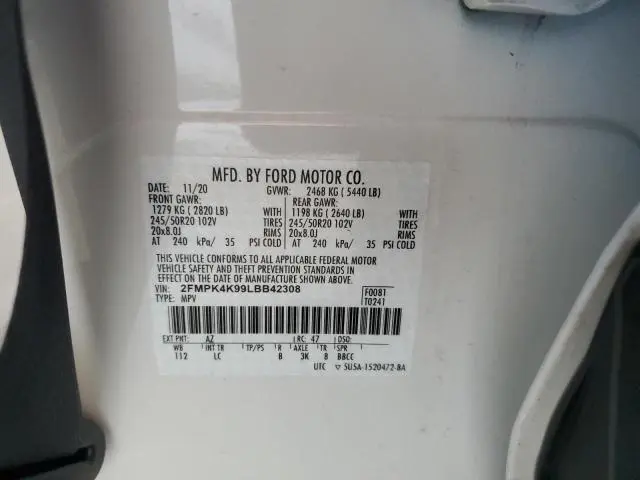 MFD. BY FORD MOTOR CO.
DATE: 11/20 GVWR: 2468 KG ( 5440 LB)
FRONT GAWR: REAR GAWR:
1279 KG ( 2820 LB) WITH 1198 KG ( 2640 LB) WITH
245/50R20 102V TIRES 245/50R20 102V TIRES
20x8.0J RIMS 20x8.0J RIMS
AT 240 kPa/ 35 PSI COLD AT 240 kPa/ 35 PSI COLD
THIS VEHICLE CONFORMS TO ALL APPLICABLE FEDERAL MOTOR
VEHICLE SAFETY AND THEFT PREVENTION STANDARDS IN
EFFECT ON THE DATE OF MANUFACTURE SHOWN ABOVE.
VIN: 2FMPK4K99LBB42308 F0081
TYPE: MPV T0241
EXT PNT: AZ RC: 47 DSO:
WB INT TR TP/PS R AXLE TR SPR
112 LC B 3K 8 BBCC
UTC ▽ 5U5A-1520472-BA